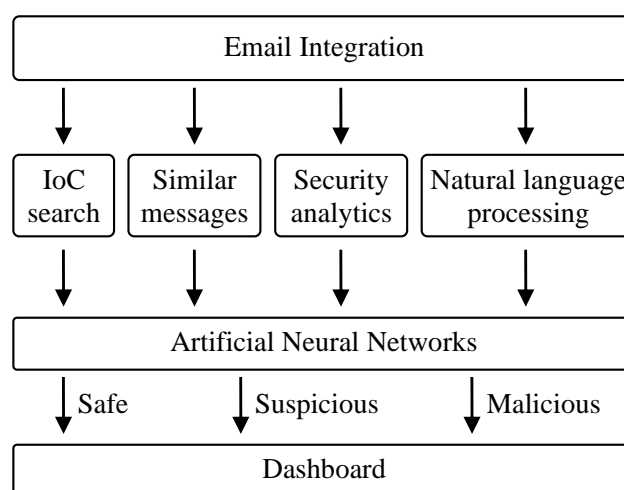 Email Integration
IoC
search
Similar
messages
Security
analytics
Natural language
processing
Artificial Neural Networks
Safe
Suspicious
Malicious
Dashboard